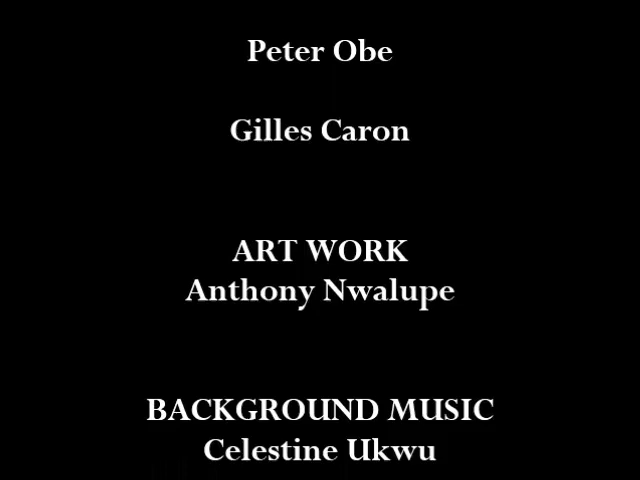 Peter Obe
Gilles Caron
ART WORK
Anthony Nwalupe
BACKGROUND MUSIC
Celestine Ukwu